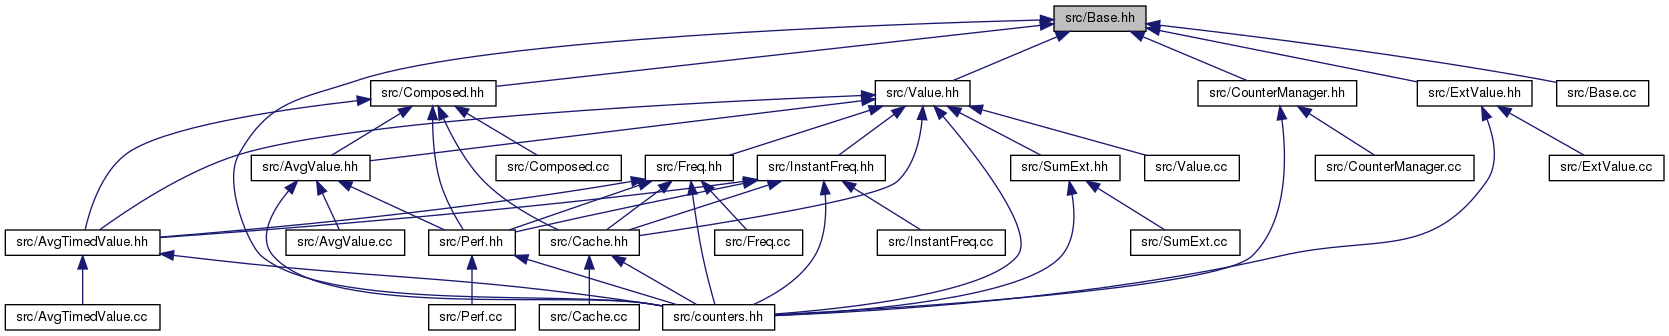 src/Base.hh
src/Composed.hh
src/Value.hh
src/CounterManager.hh
src/ExtValue.hh
src/Base.cc
src/AvgValue.hh
src/Composed.cc
src/Freq.hh
src/InstantFreq.hh
src/SumExt.hh
src/Value.cc
src/CounterManager.cc
src/ExtValue.cc
src/AvgTimedValue.hh
src/AvgValue.cc
src/Perf.hh
src/Cache.hh
src/Freq.cc
src/InstantFreq.cc
src/SumExt.cc
src/AvgTimedValue.cc
src/Perf.cc
src/Cache.cc
src/counters.hh